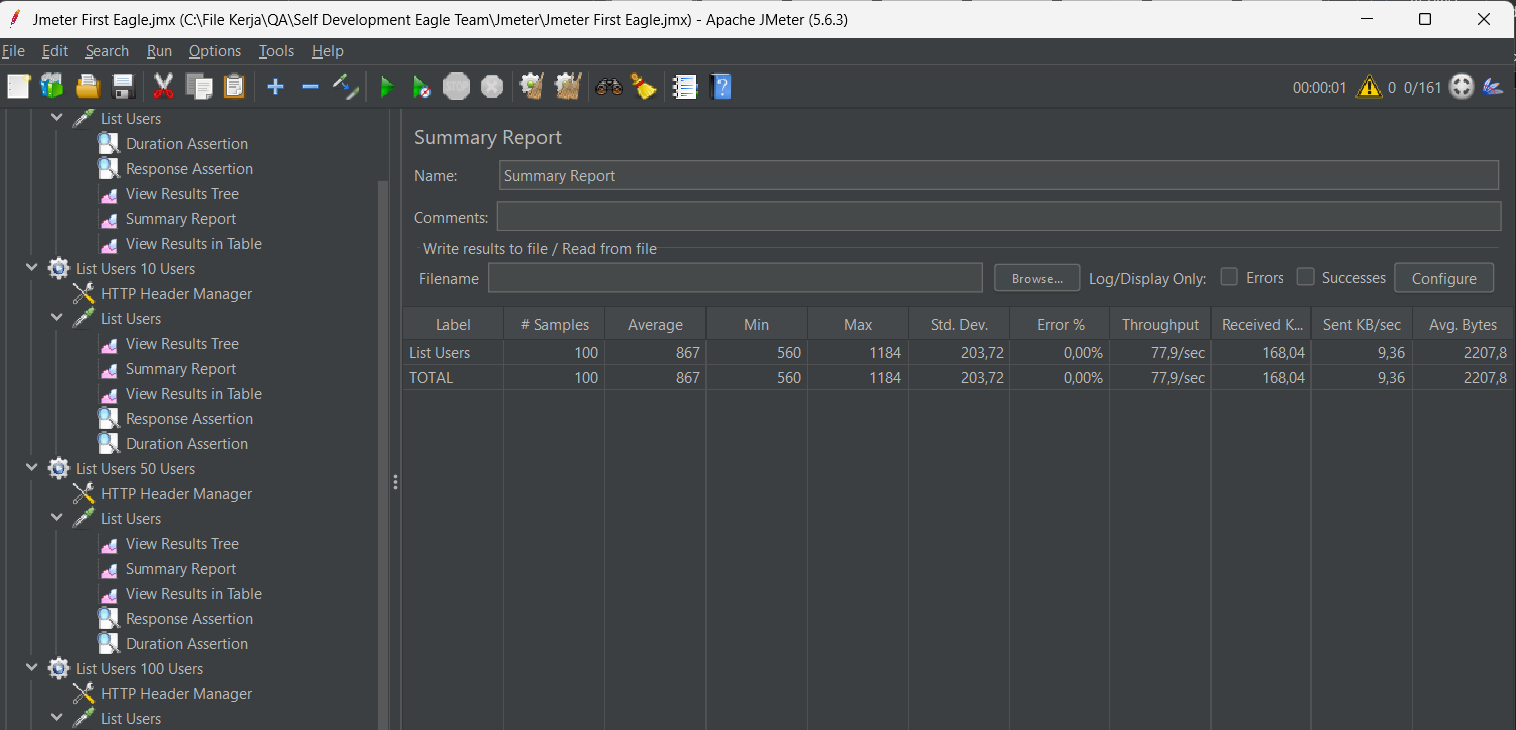 Jmeter First Eagle.jmx (C:\File Kerja\QA\Self Development Eagle Team\Jmeter\Jmeter First Eagle.jmx) - Apache JMeter (5.6.3)
File Edit Search Run Options Tools Help
STOP
00:00:01 0 0/161
List Users
Duration Assertion
Response Assertion
View Results Tree
Summary Report
View Results in Table
List Users 10 Users
HTTP Header Manager
List Users
View Results Tree
Summary Report
View Results in Table
Response Assertion
Duration Assertion
List Users 50 Users
HTTP Header Manager
List Users
View Results Tree
Summary Report
View Results in Table
Response Assertion
Duration Assertion
List Users 100 Users
HTTP Header Manager
List Users
Summary Report
Name: Summary Report
Comments:
Write results to file / Read from file
Filename Browse... Log/Display Only: Errors Successes Configure
Label # Samples Average Min Max Std. Dev. Error % Throughput Received K... Sent KB/sec Avg. Bytes
List Users 100 867 560 1184 203,72 0,00% 77,9/sec 168,04 9,36 2207,8
TOTAL 100 867 560 1184 203,72 0,00% 77,9/sec 168,04 9,36 2207,8